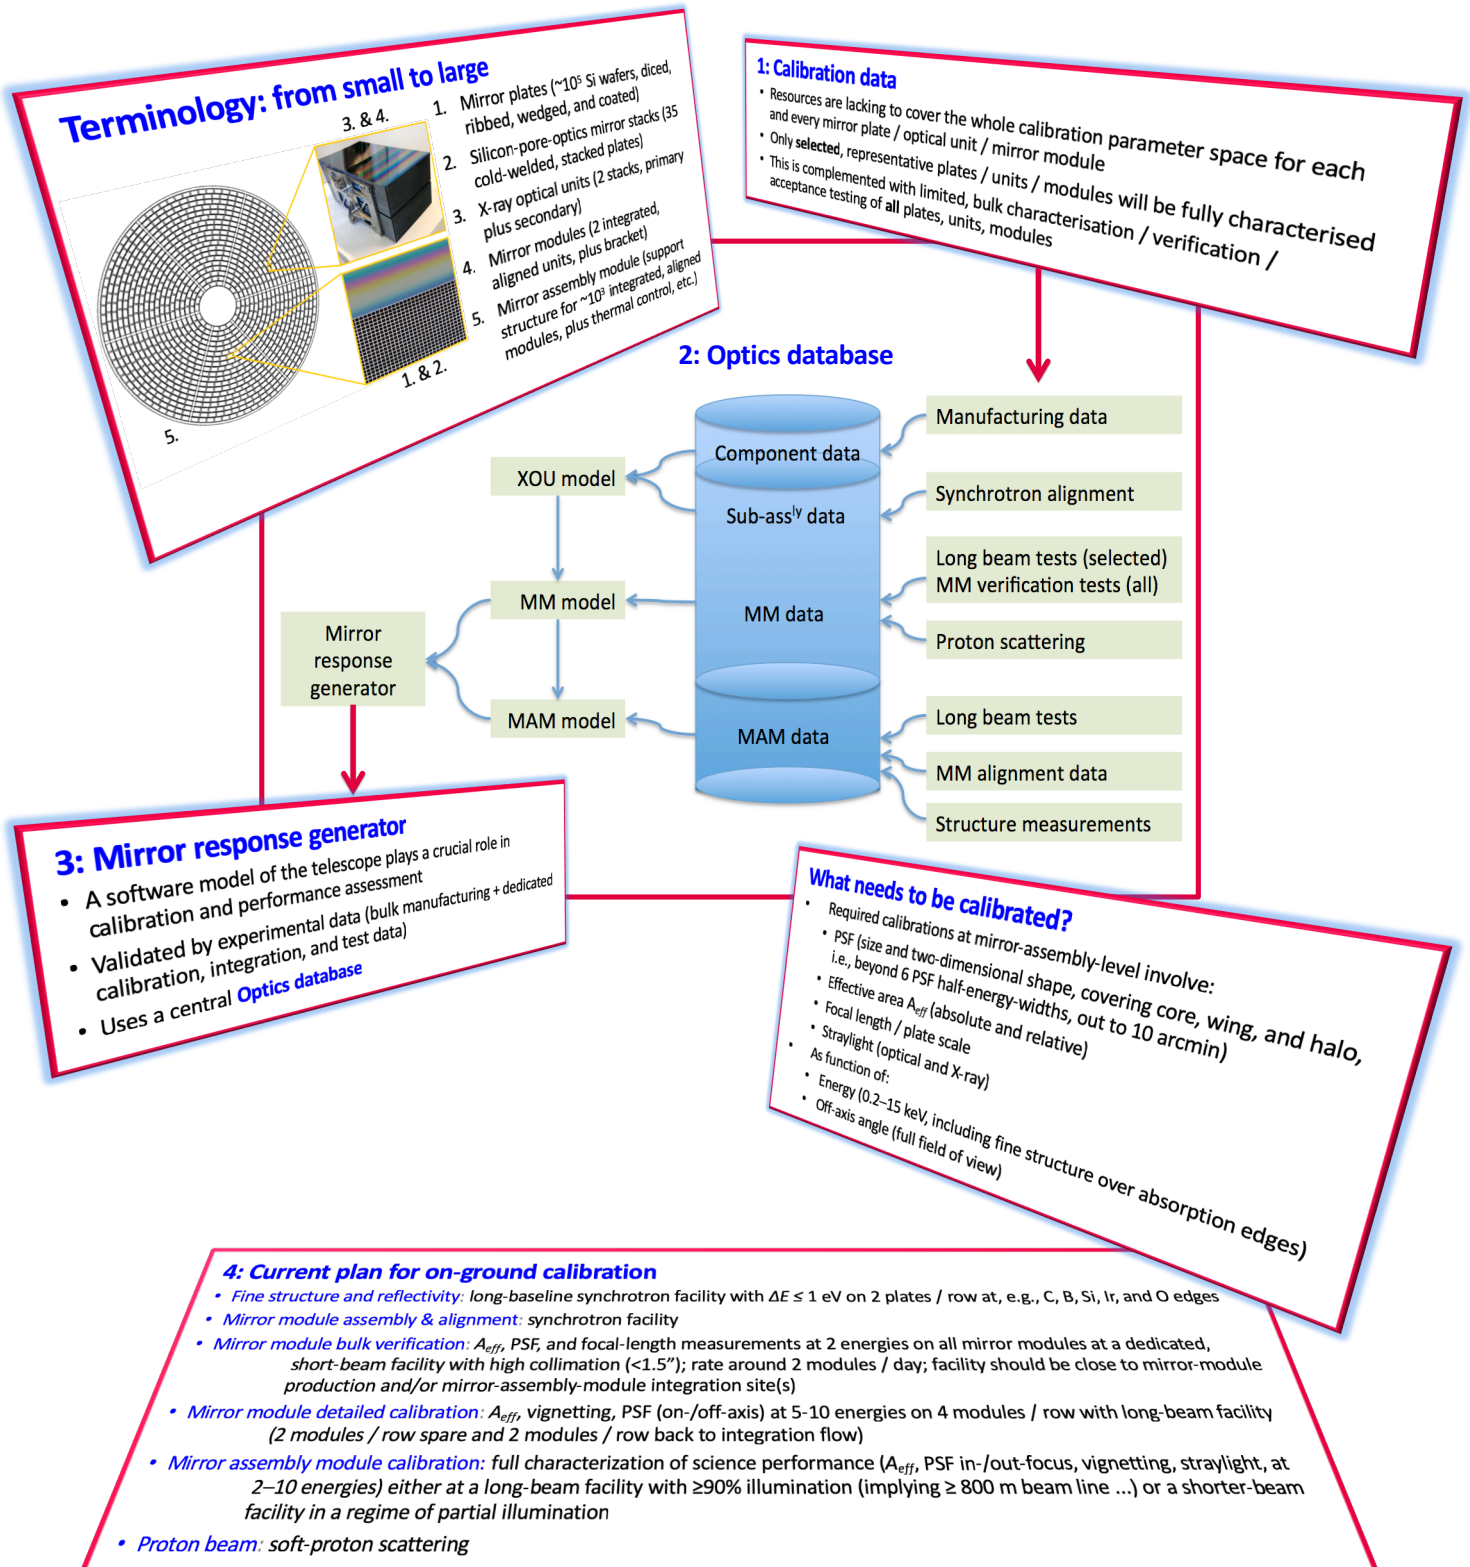 Terminology: from small to large
3. & 4.
1. & 2.
5.
1. Mirror plates (~10⁵ Si wafers, diced,
ribbed, wedged, and coated)
2. Silicon-pore-optics mirror stacks (35
cold-welded, stacked plates)
3. X-ray optical units (2 stacks, primary
plus secondary)
4. Mirror modules (2 integrated,
aligned units, plus bracket)
5. Mirror assembly module (support
structure for ~10³ integrated, aligned
modules, plus thermal control, etc.)
1: Calibration data
• Resources are lacking to cover the whole calibration parameter space for each
and every mirror plate / optical unit / mirror module
• Only selected, representative plates / units / modules will be fully characterised
• This is complemented with limited, bulk characterisation / verification /
acceptance testing of all plates, units, modules
2: Optics database
Component data
Sub-assˡʸ data
MM data
MAM data
Manufacturing data
Synchrotron alignment
Long beam tests (selected)
MM verification tests (all)
Proton scattering
Long beam tests
MM alignment data
Structure measurements
XOU model
MM model
MAM model
Mirror
response
generator
3: Mirror response generator
• A software model of the telescope plays a crucial role in
calibration and performance assessment
• Validated by experimental data (bulk manufacturing + dedicated
calibration, integration, and test data)
• Uses a central Optics database
What needs to be calibrated?
• Required calibrations at mirror-assembly-level involve:
• PSF (size and two-dimensional shape, covering core, wing, and halo,
i.e., beyond 6 PSF half-energy-widths, out to 10 arcmin)
• Effective area Aeff (absolute and relative)
• Focal length / plate scale
• Straylight (optical and X-ray)
• As function of:
• Energy (0.2–15 keV, including fine structure over absorption edges)
• Off-axis angle (full field of view)
4: Current plan for on-ground calibration
• Fine structure and reflectivity: long-baseline synchrotron facility with ΔE ≤ 1 eV on 2 plates / row at, e.g., C, B, Si, Ir, and O edges
• Mirror module assembly & alignment: synchrotron facility
• Mirror module bulk verification: Aeff, PSF, and focal-length measurements at 2 energies on all mirror modules at a dedicated,
short-beam facility with high collimation (<1.5”); rate around 2 modules / day; facility should be close to mirror-module
production and/or mirror-assembly-module integration site(s)
• Mirror module detailed calibration: Aeff, vignetting, PSF (on-/off-axis) at 5-10 energies on 4 modules / row with long-beam facility
(2 modules / row spare and 2 modules / row back to integration flow)
• Mirror assembly module calibration: full characterization of science performance (Aeff, PSF in-/out-focus, vignetting, straylight, at
2–10 energies) either at a long-beam facility with ≥90% illumination (implying ≥ 800 m beam line ...) or a shorter-beam
facility in a regime of partial illumination
• Proton beam: soft-proton scattering